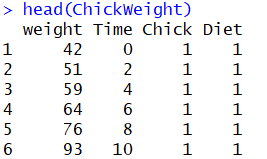 > head(ChickWeight)
weight Time Chick Diet
1 42 0 1 1
2 51 2 1 1
3 59 4 1 1
4 64 6 1 1
5 76 8 1 1
6 93 10 1 1